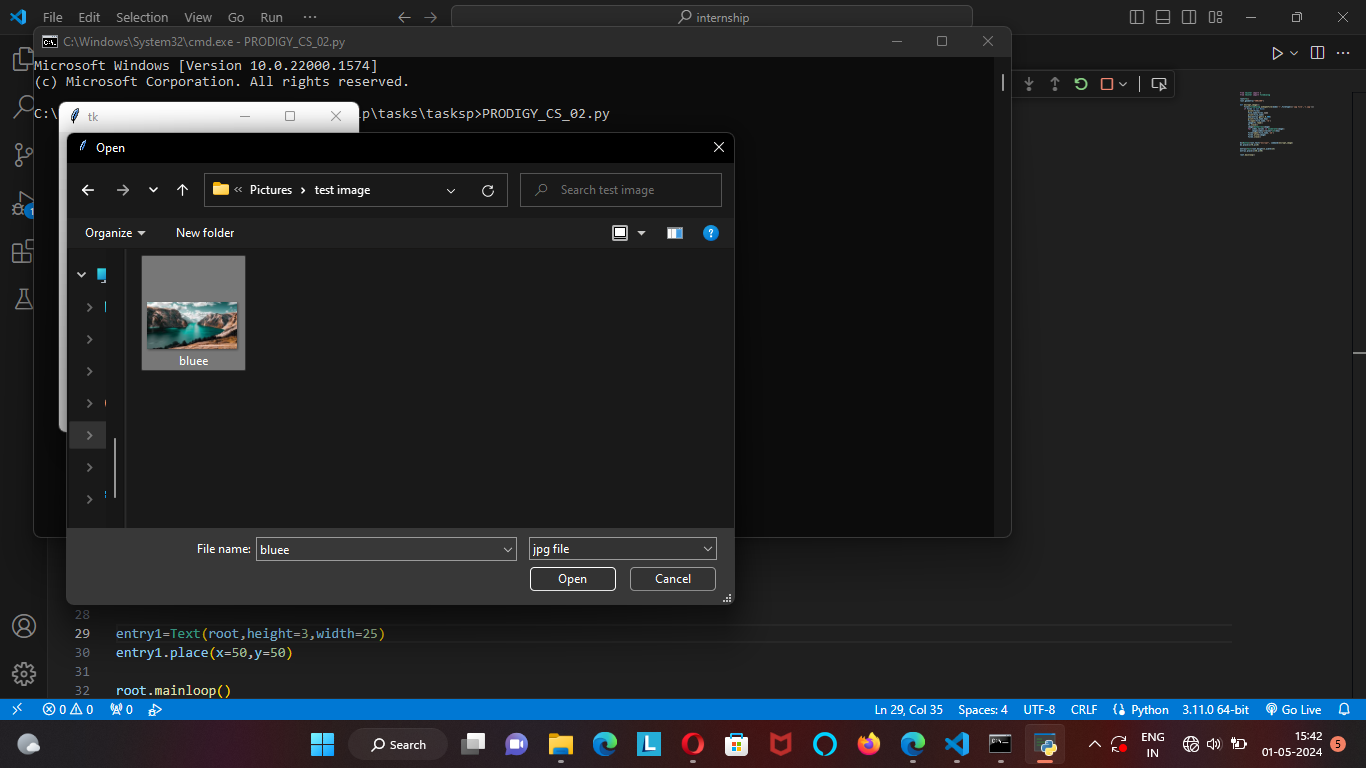 File Edit Selection View Go Run ···
internship
C:\Windows\System32\cmd.exe - PRODIGY_CS_02.py
Microsoft Windows [Version 10.0.22000.1574]
(c) Microsoft Corporation. All rights reserved.
C:\
p\tasks\tasksp>PRODIGY_CS_02.py
tk
Open
Pictures > test image
Search test image
Organize
New folder
bluee
File name: bluee
jpg file
Open Cancel
28
29 entry1=Text(root,height=3,width=25)
30 entry1.place(x=50,y=50)
31
32 root.mainloop()
0 0 0
Ln 29, Col 35 Spaces: 4 UTF-8 CRLF Python 3.11.0 64-bit Go Live
Search
ENG
IN
15:42
01-05-2024
5